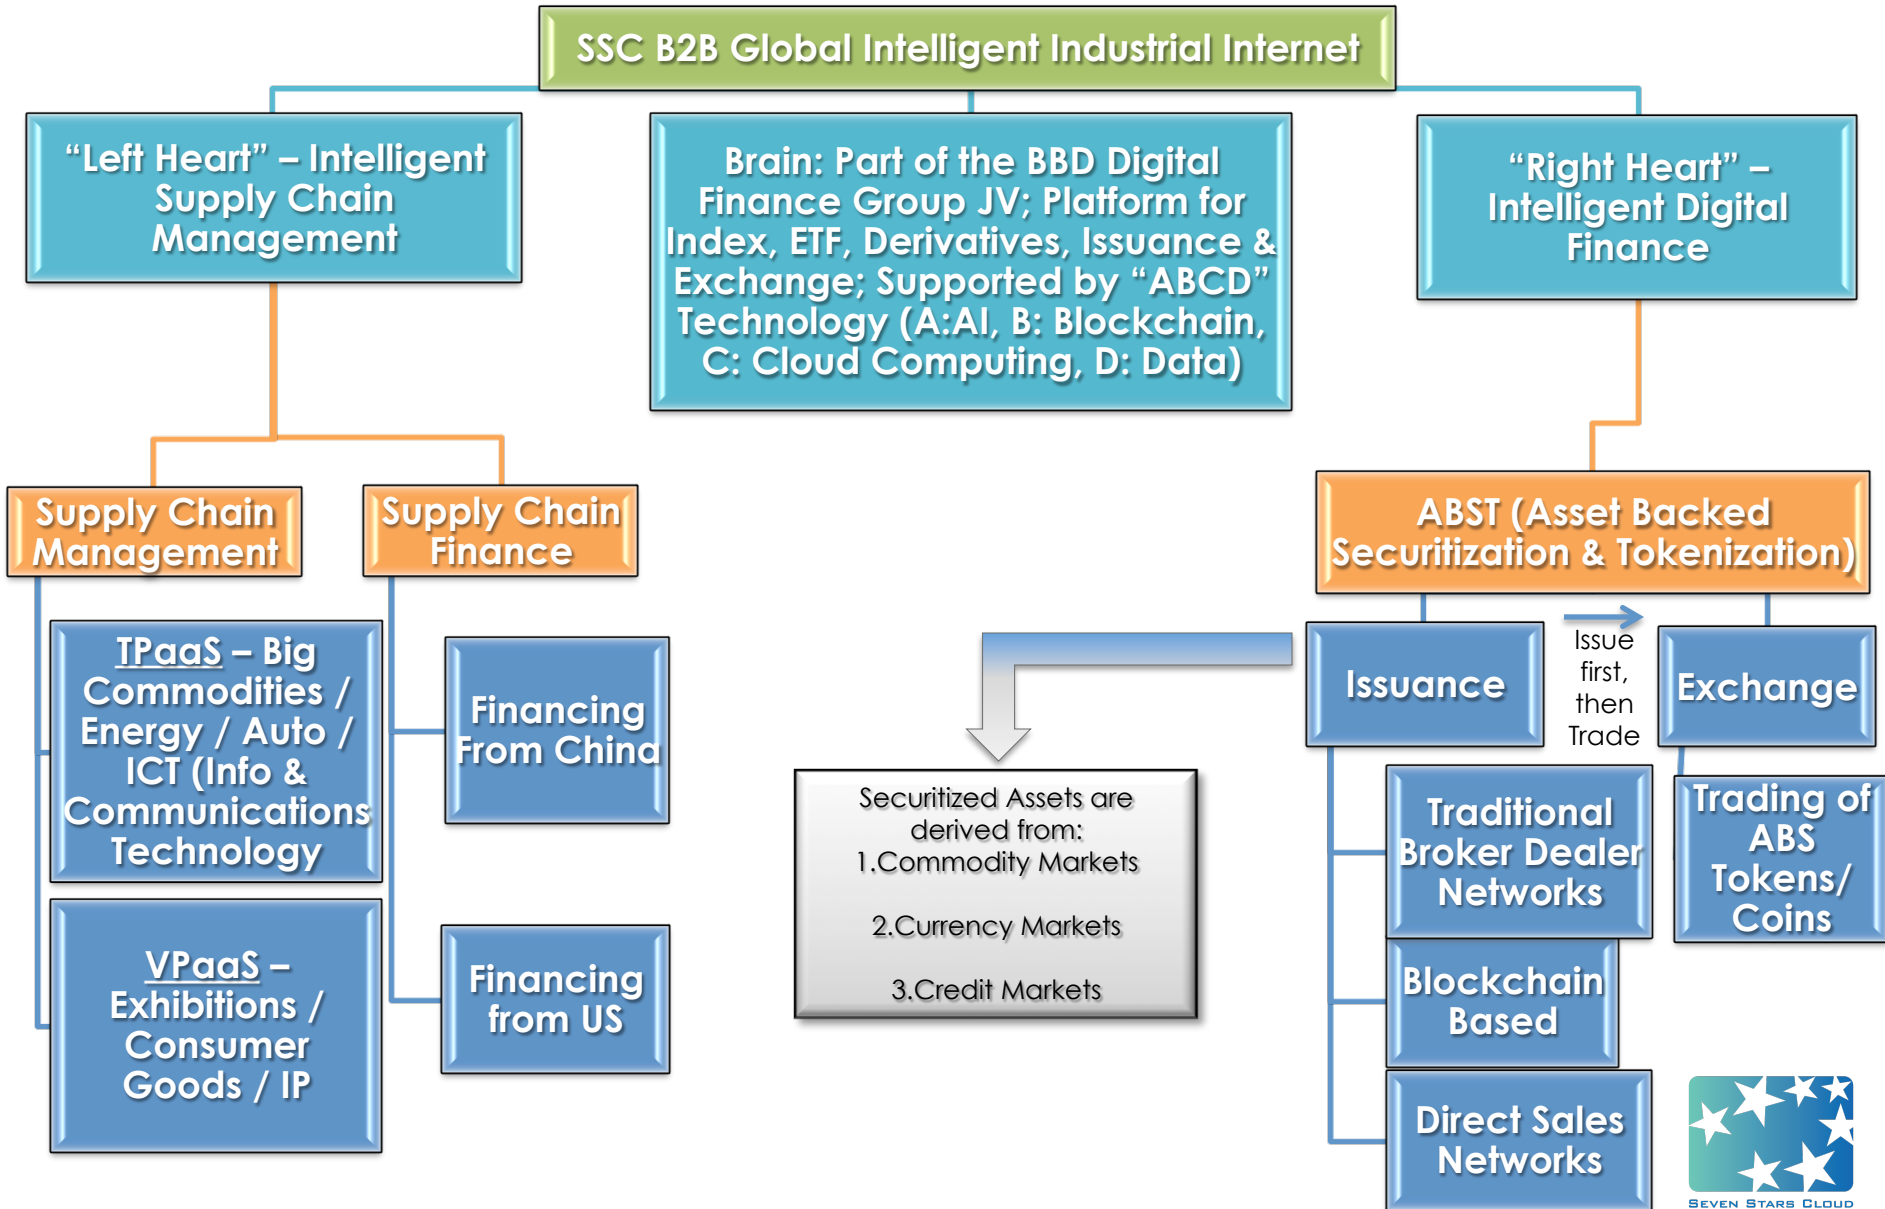 SSC B2B Global Intelligent Industrial Internet
“Left Heart” – Intelligent
Supply Chain
Management
Brain: Part of the BBD Digital
Finance Group JV; Platform for
Index, ETF, Derivatives, Issuance &
Exchange; Supported by “ABCD”
Technology (A:AI, B: Blockchain,
C: Cloud Computing, D: Data)
“Right Heart” –
Intelligent Digital
Finance
Supply Chain
Management
Supply Chain
Finance
ABST (Asset Backed
Securitization & Tokenization)
TPaaS – Big
Commodities /
Energy / Auto /
ICT (Info &
Communications
Technology
VPaaS –
Exhibitions /
Consumer
Goods / IP
Financing
From China
Financing
from US
Securitized Assets are
derived from:
1.Commodity Markets
2.Currency Markets
3.Credit Markets
Issuance
Issue
first,
then
Trade
Exchange
Traditional
Broker Dealer
Networks
Blockchain
Based
Direct Sales
Networks
Trading of
ABS
Tokens/
Coins
SEVEN STARS CLOUD